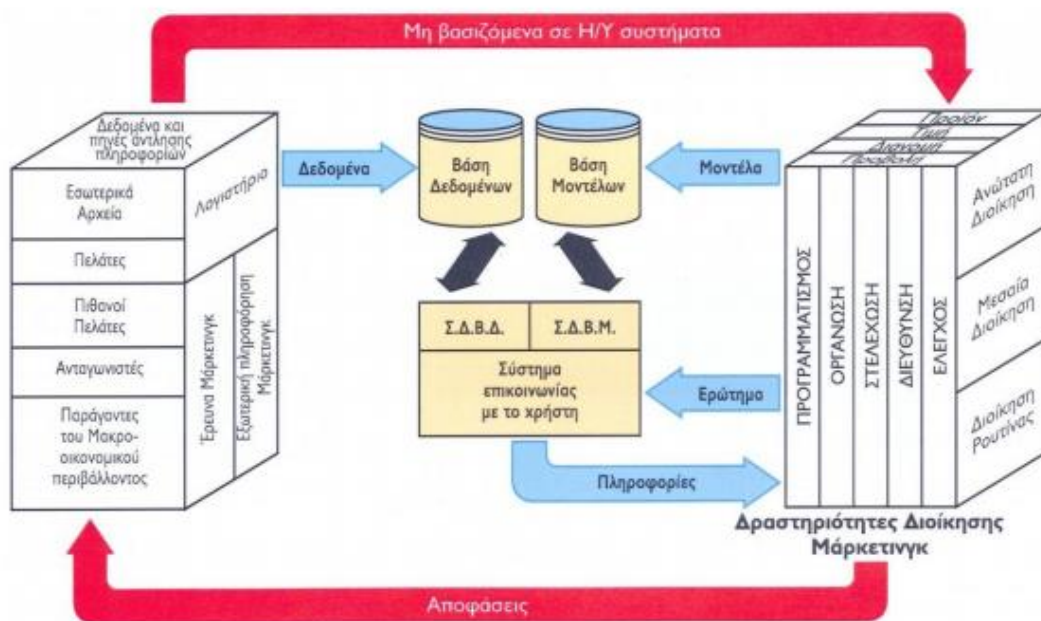 Μη βασιζόμενα σε Η/Υ συστήματα
Δεδομένα και
πηγές άντλησης
πληροφοριών
Εσωτερικά
Αρχεία
Πελάτες
Πιθανοί
Πελάτες
Ανταγωνιστές
Παράγοντες
του Μακρο-
οικονομικού
περιβάλλοντος
Λογιστήριο
Έρευνα Μάρκετινγκ
Εξωτερική πληροφόρηση
Μάρκετινγκ
Δεδομένα
Βάση
Δεδομένων
Βάση
Μοντέλων
Μοντέλα
Σ.Δ.Β.Δ.
Σ.Δ.Β.Μ.
Σύστημα
επικοινωνίας
με το χρήστη
Ερώτημα
Πληροφορίες
Προϊόν
Τιμή
Διανομή
Προβολή
ΠΡΟΓΡΑΜΜΑΤΙΣΜΟΣ
ΟΡΓΑΝΩΣΗ
ΣΤΕΛΕΧΩΣΗ
ΔΙΕΥΘΥΝΣΗ
ΕΛΕΓΧΟΣ
Ανώτατη
Διοίκηση
Μεσαία
Διοίκηση
Διοίκηση
Ρουτίνας
Δραστηριότητες Διοίκησης
Μάρκετινγκ
Αποφάσεις